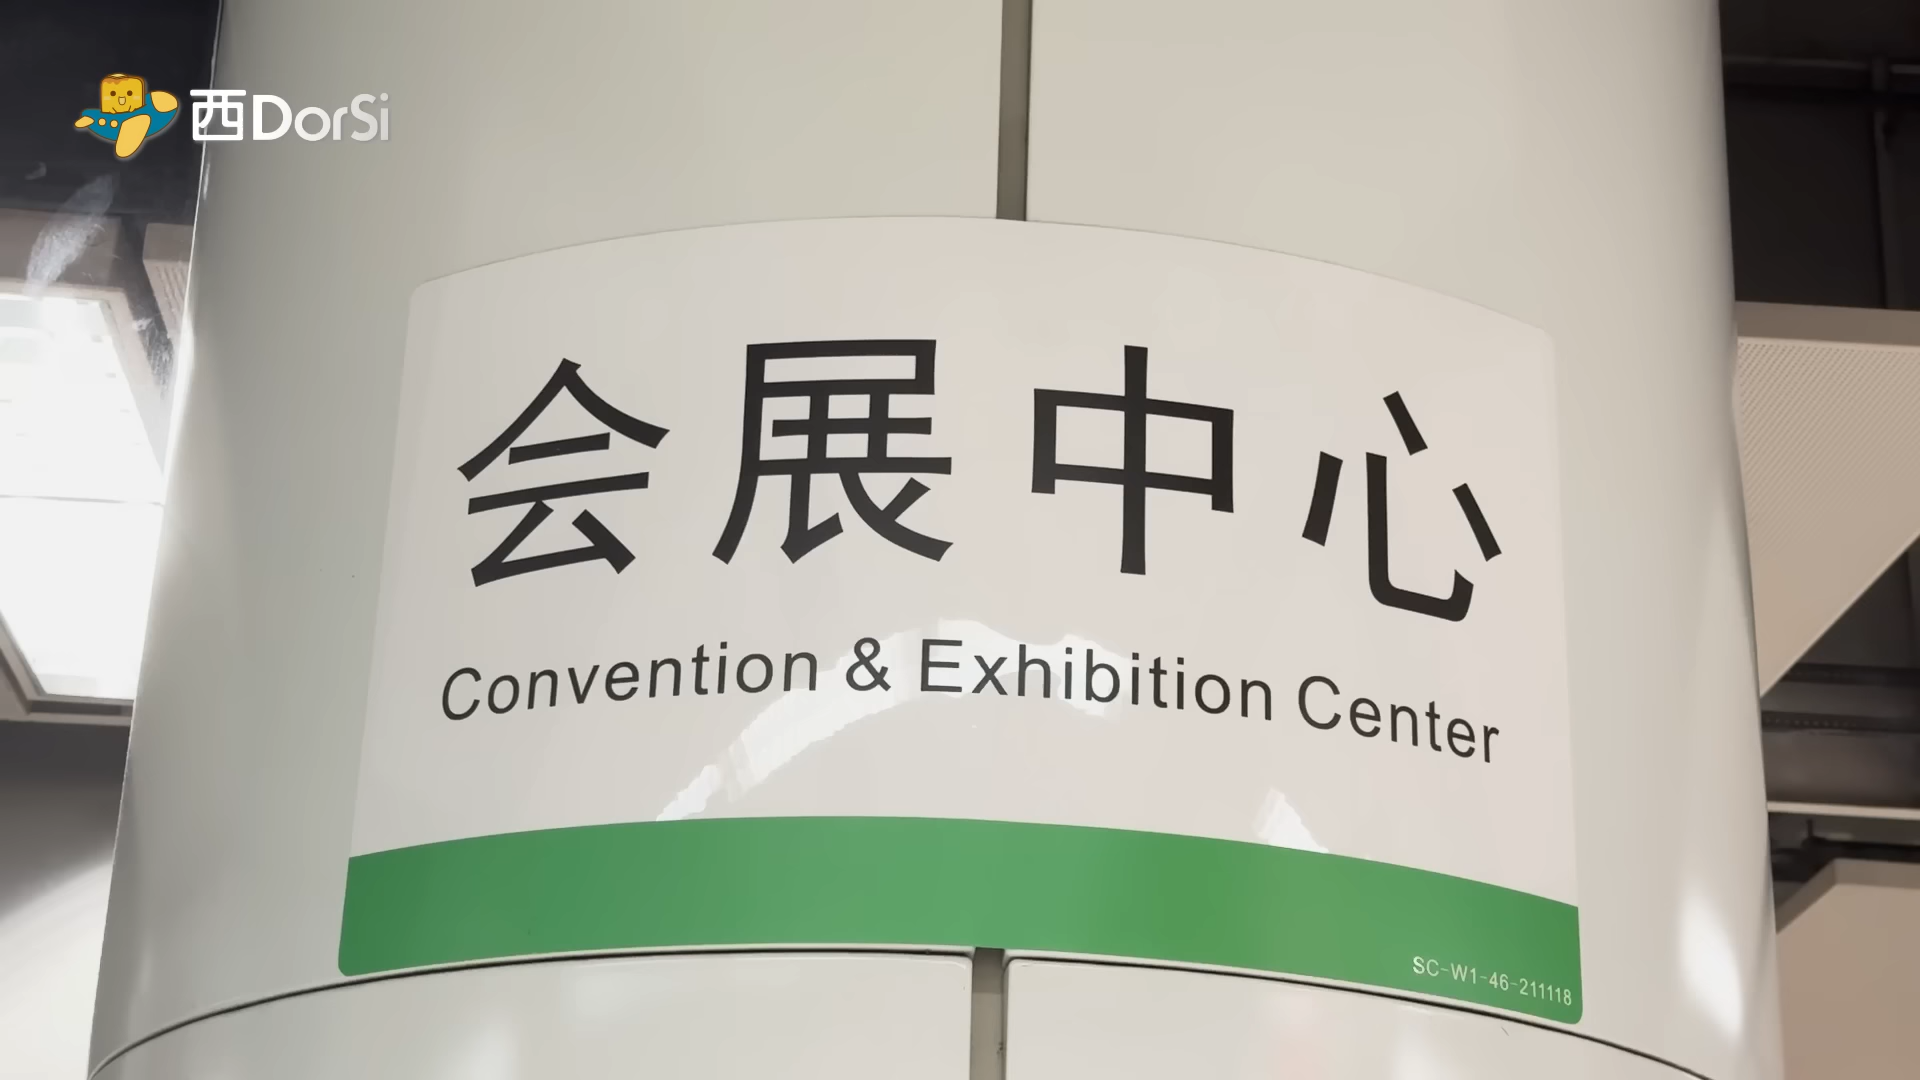 西DorSi
会展中心
Convention & Exhibition Center
SC-W1-46-211118